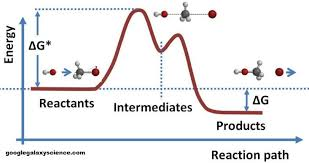 Energy
ΔG*
Reactants
Intermediates
ΔG
Products
Reaction path
googlegalaxyscience.com